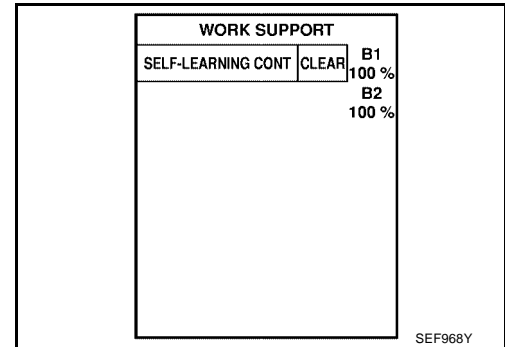 WORK SUPPORT
SELF-LEARNING CONT CLEAR B1
100 %
B2
100 %
SEF968Y